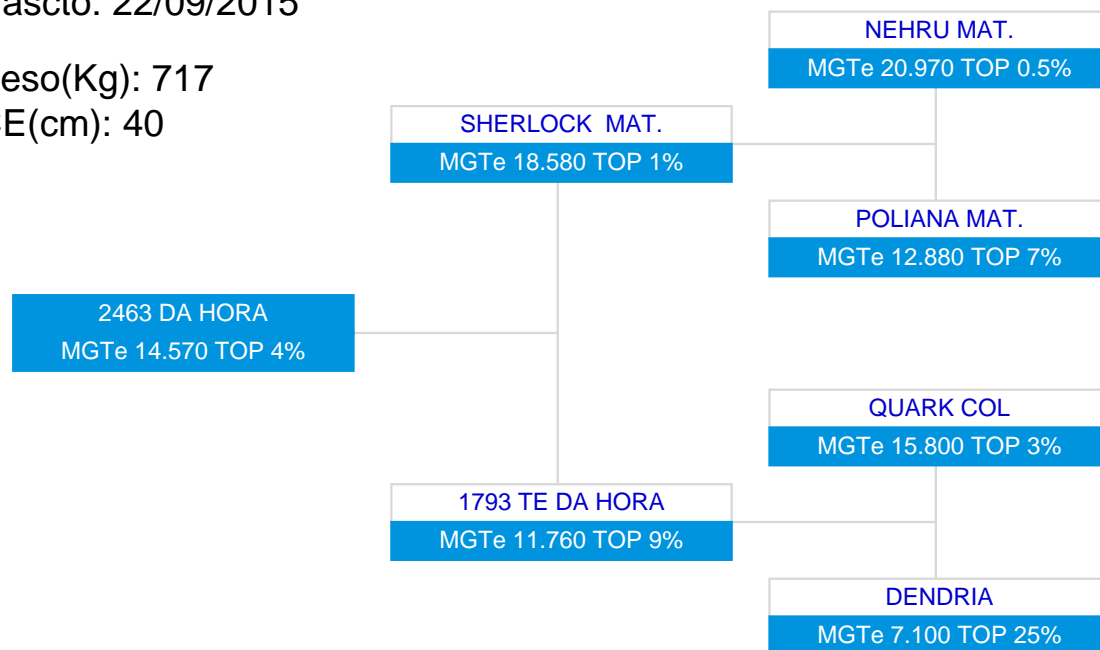 ascto: 22/09/2015
eso(Kg): 717
E(cm): 40
NEHRU MAT.
MGTe 20.970 TOP 0.5%
SHERLOCK MAT.
MGTe 18.580 TOP 1%
POLIANA MAT.
MGTe 12.880 TOP 7%
2463 DA HORA
MGTe 14.570 TOP 4%
QUARK COL
MGTe 15.800 TOP 3%
1793 TE DA HORA
MGTe 11.760 TOP 9%
DENDRIA
MGTe 7.100 TOP 25%